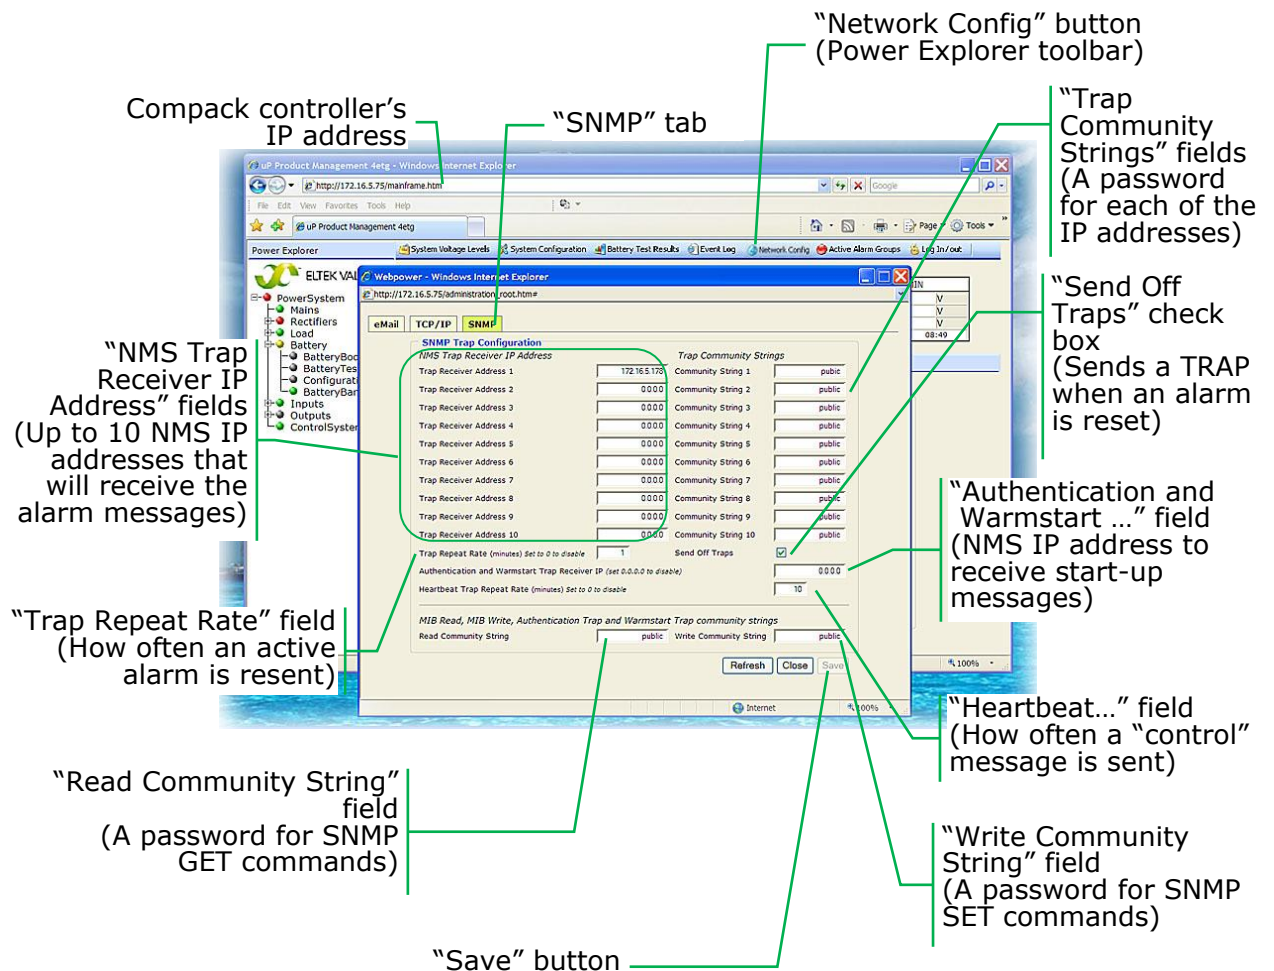 “Network Config” button
(Power Explorer toolbar)
Compack controller’s
IP address
“SNMP” tab
“Trap
Community
Strings” fields
(A password
for each of the
IP addresses)
uP Product Management 4etg - Windows Internet Explorer
http://172.16.5.75/mainframe.htm
Google
File Edit View Favorites Tools Help
uP Product Management 4etg
Page Tools
Power Explorer
System Voltage Levels System Configuration Battery Test Results Event Log Network Config Active Alarm Groups Log In/out
ELTEK VAL
PowerSystem
Mains
Rectifiers
Load
Battery
BatteryBoc
BatteryTes
Configurati
BatteryBan
Inputs
Outputs
ControlSyster
V
V
V
08:49
100%
Webpower - Windows Internet Explorer
http://172.16.5.75/administration_root.htm#
eMail TCP/IP SNMP
SNMP Trap Configuration
NMS Trap Receiver IP Address Trap Community Strings
Trap Receiver Address 1 172.16.5.178 Community String 1 pubic
Trap Receiver Address 2 0.0.0.0 Community String 2 public
Trap Receiver Address 3 0.0.0.0 Community String 3 public
Trap Receiver Address 4 0.0.0.0 Community String 4 public
Trap Receiver Address 5 0.0.0.0 Community String 5 public
Trap Receiver Address 6 0.0.0.0 Community String 6 public
Trap Receiver Address 7 0.0.0.0 Community String 7 public
Trap Receiver Address 8 0.0.0.0 Community String 8 public
Trap Receiver Address 9 0.0.0.0 Community String 9 public
Trap Receiver Address 10 0.0.0.0 Community String 10 public
Trap Repeat Rate (minutes) Set to 0 to disable 1 Send Off Traps
Authentication and Warmstart Trap Receiver IP (set 0.0.0.0 to disable) 0.0.0.0
Heartbeat Trap Repeat Rate (minutes) Set to 0 to disable 10
MIB Read, MIB Write, Authentication Trap and Warmstart Trap community strings
Read Community String public Write Community String public
Refresh Close Save
Internet 100%
“NMS Trap
Receiver IP
Address” fields
(Up to 10 NMS IP
addresses that
will receive the
alarm messages)
“Send Off
Traps” check
box
(Sends a TRAP
when an alarm
is reset)
“Authentication and
Warmstart …” field
(NMS IP address to
receive start-up
messages)
“Trap Repeat Rate” field
(How often an active
alarm is resent)
“Heartbeat…” field
(How often a “control”
message is sent)
“Read Community String”
field
(A password for SNMP
GET commands)
“Write Community
String” field
(A password for SNMP
SET commands)
“Save” button